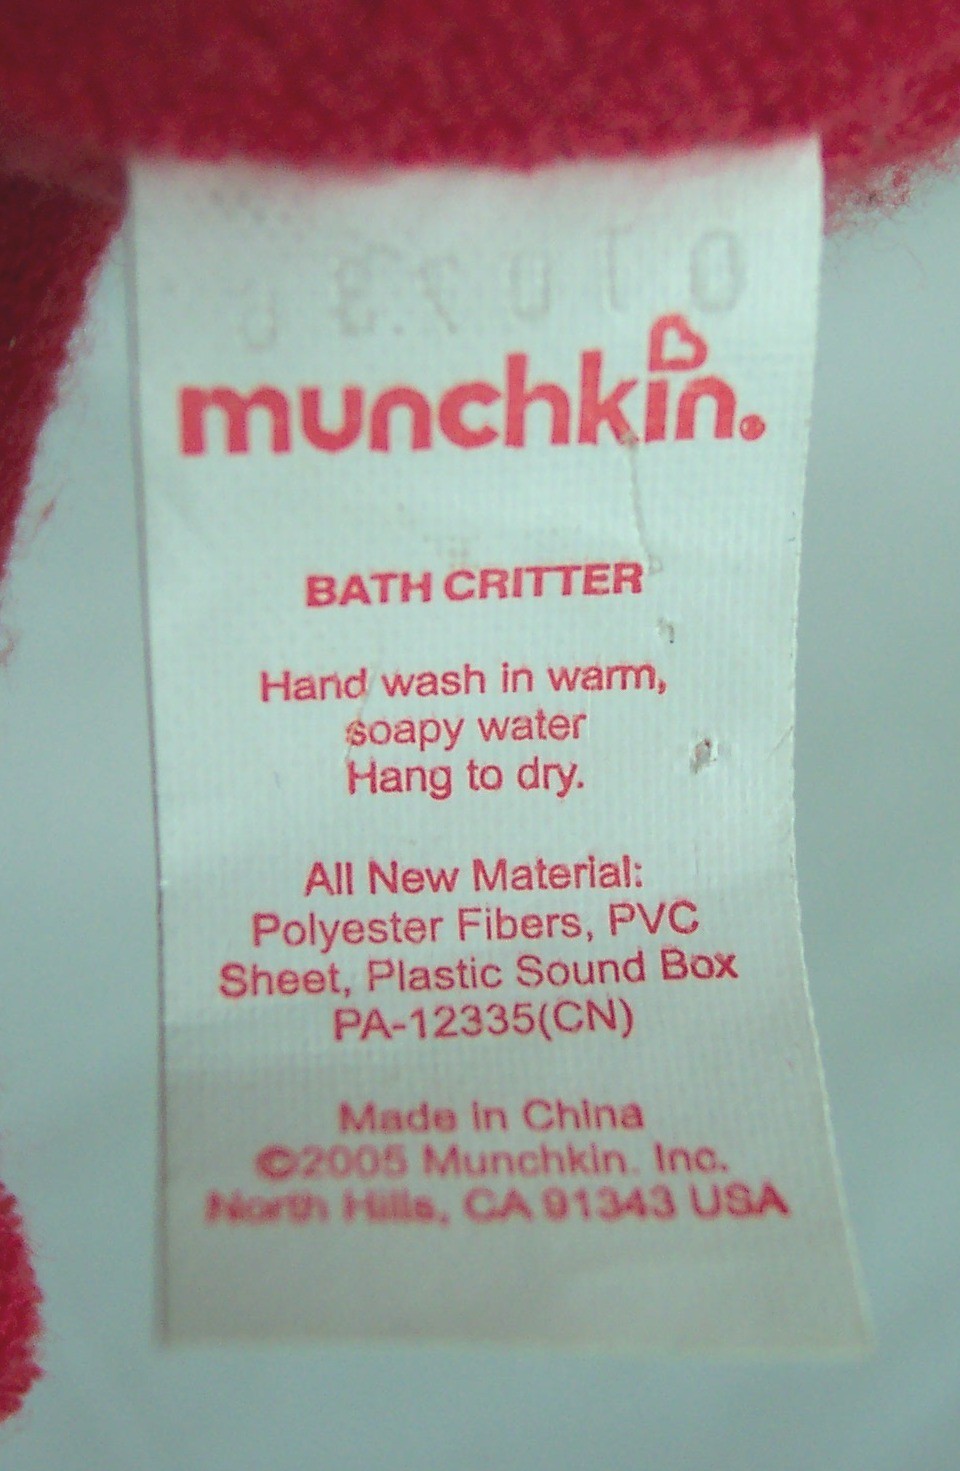 munchkin.
BATH CRITTER
Hand wash in warm,
soapy water
Hang to dry.
All New Material:
Polyester Fibers, PVC
Sheet, Plastic Sound Box
PA-12335(CN)
Made in China
©2005 Munchkin. Inc.
North Hills, CA 91343 USA